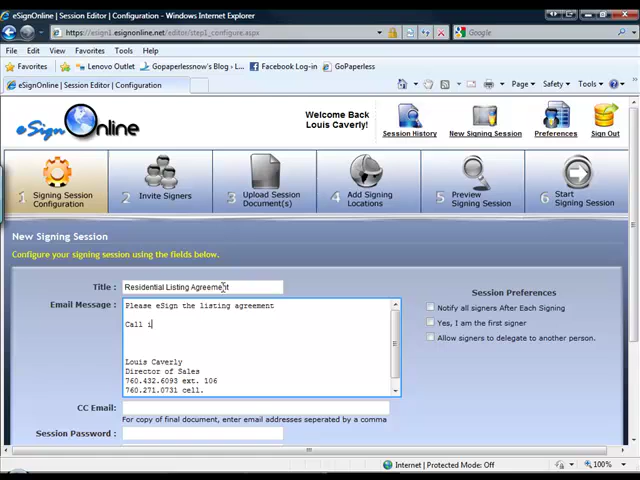 eSignOnline | Session Editor | Configuration - Windows Internet Explorer
https://esign1.esignonline.net/editor/step1_configure.aspx
Google
File Edit View Favorites Tools Help
Favorites Lenovo Outlet Gopaperlessnow's Blog › L... Facebook Log-in GoPaperless
eSignOnline | Session Editor | Configuration
Page Safety Tools
eSign Online
Welcome Back
Louis Caverly
Session History
New Signing Session
Preferences
Sign Out
1 Signing Session Configuration
2 Invite Signers
3 Upload Session Document(s)
4 Add Signing Locations
5 Preview Signing Session
6 Start Signing Session
New Signing Session
Configure your signing session using the fields below.
Title : Residential Listing Agreement
Email Message : Please eSign the listing agreement
Call i
Louis Caverly
Director of Sales
760.432.6093 ext. 106
760.271.0731 cell.
CC Email:
For copy of final document, enter email addresses seperated by a comma
Session Password :
Session Preferences
Notify all signers After Each Signing
Yes, I am the first signer
Allow signers to delegate to another person.
Internet | Protected Mode: Off
100%